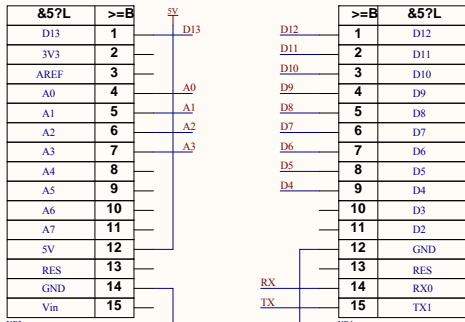 &5?L >=B 5V
D13 1 D13
3V3 2
AREF 3
A0 4 A0
A1 5 A1
A2 6 A2
A3 7 A3
A4 8
A5 9
A6 10
A7 11
5V 12
RES 13
GND 14
Vin 15
>=B &5?L
D12 1 D12
D11 2 D11
D10 3 D10
D9 4 D9
D8 5 D8
D7 6 D7
D6 7 D6
D5 8 D5
D4 9 D4
10 D3
11 D2
12 GND
13 RES
RX 14 RX0
TX 15 TX1